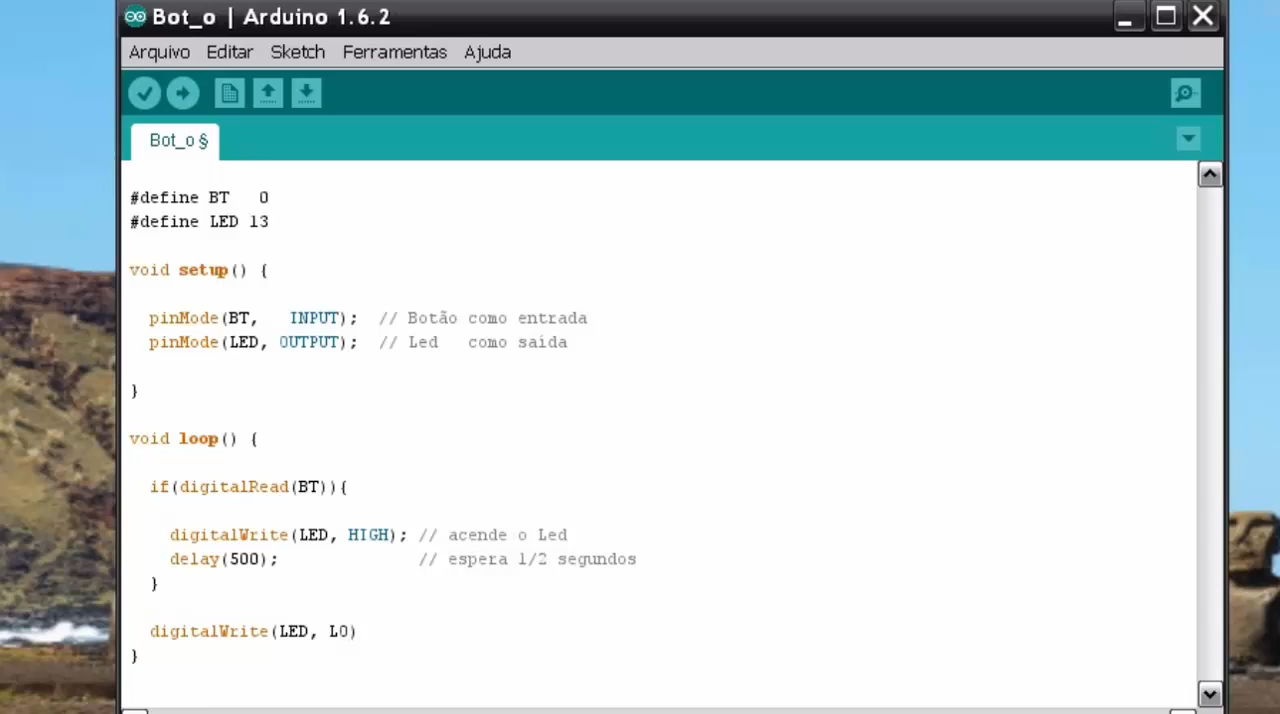 Bot_o | Arduino 1.6.2
Arquivo Editar Sketch Ferramentas Ajuda
Bot_o §
#define BT   0
#define LED 13
void setup() {
  pinMode(BT,   INPUT);  // Botão como entrada
  pinMode(LED, OUTPUT);  // Led   como saida
}
void loop() {
  if(digitalRead(BT)){
    digitalWrite(LED, HIGH); // acende o Led
    delay(500);              // espera 1/2 segundos
  }
  digitalWrite(LED, LO)
}